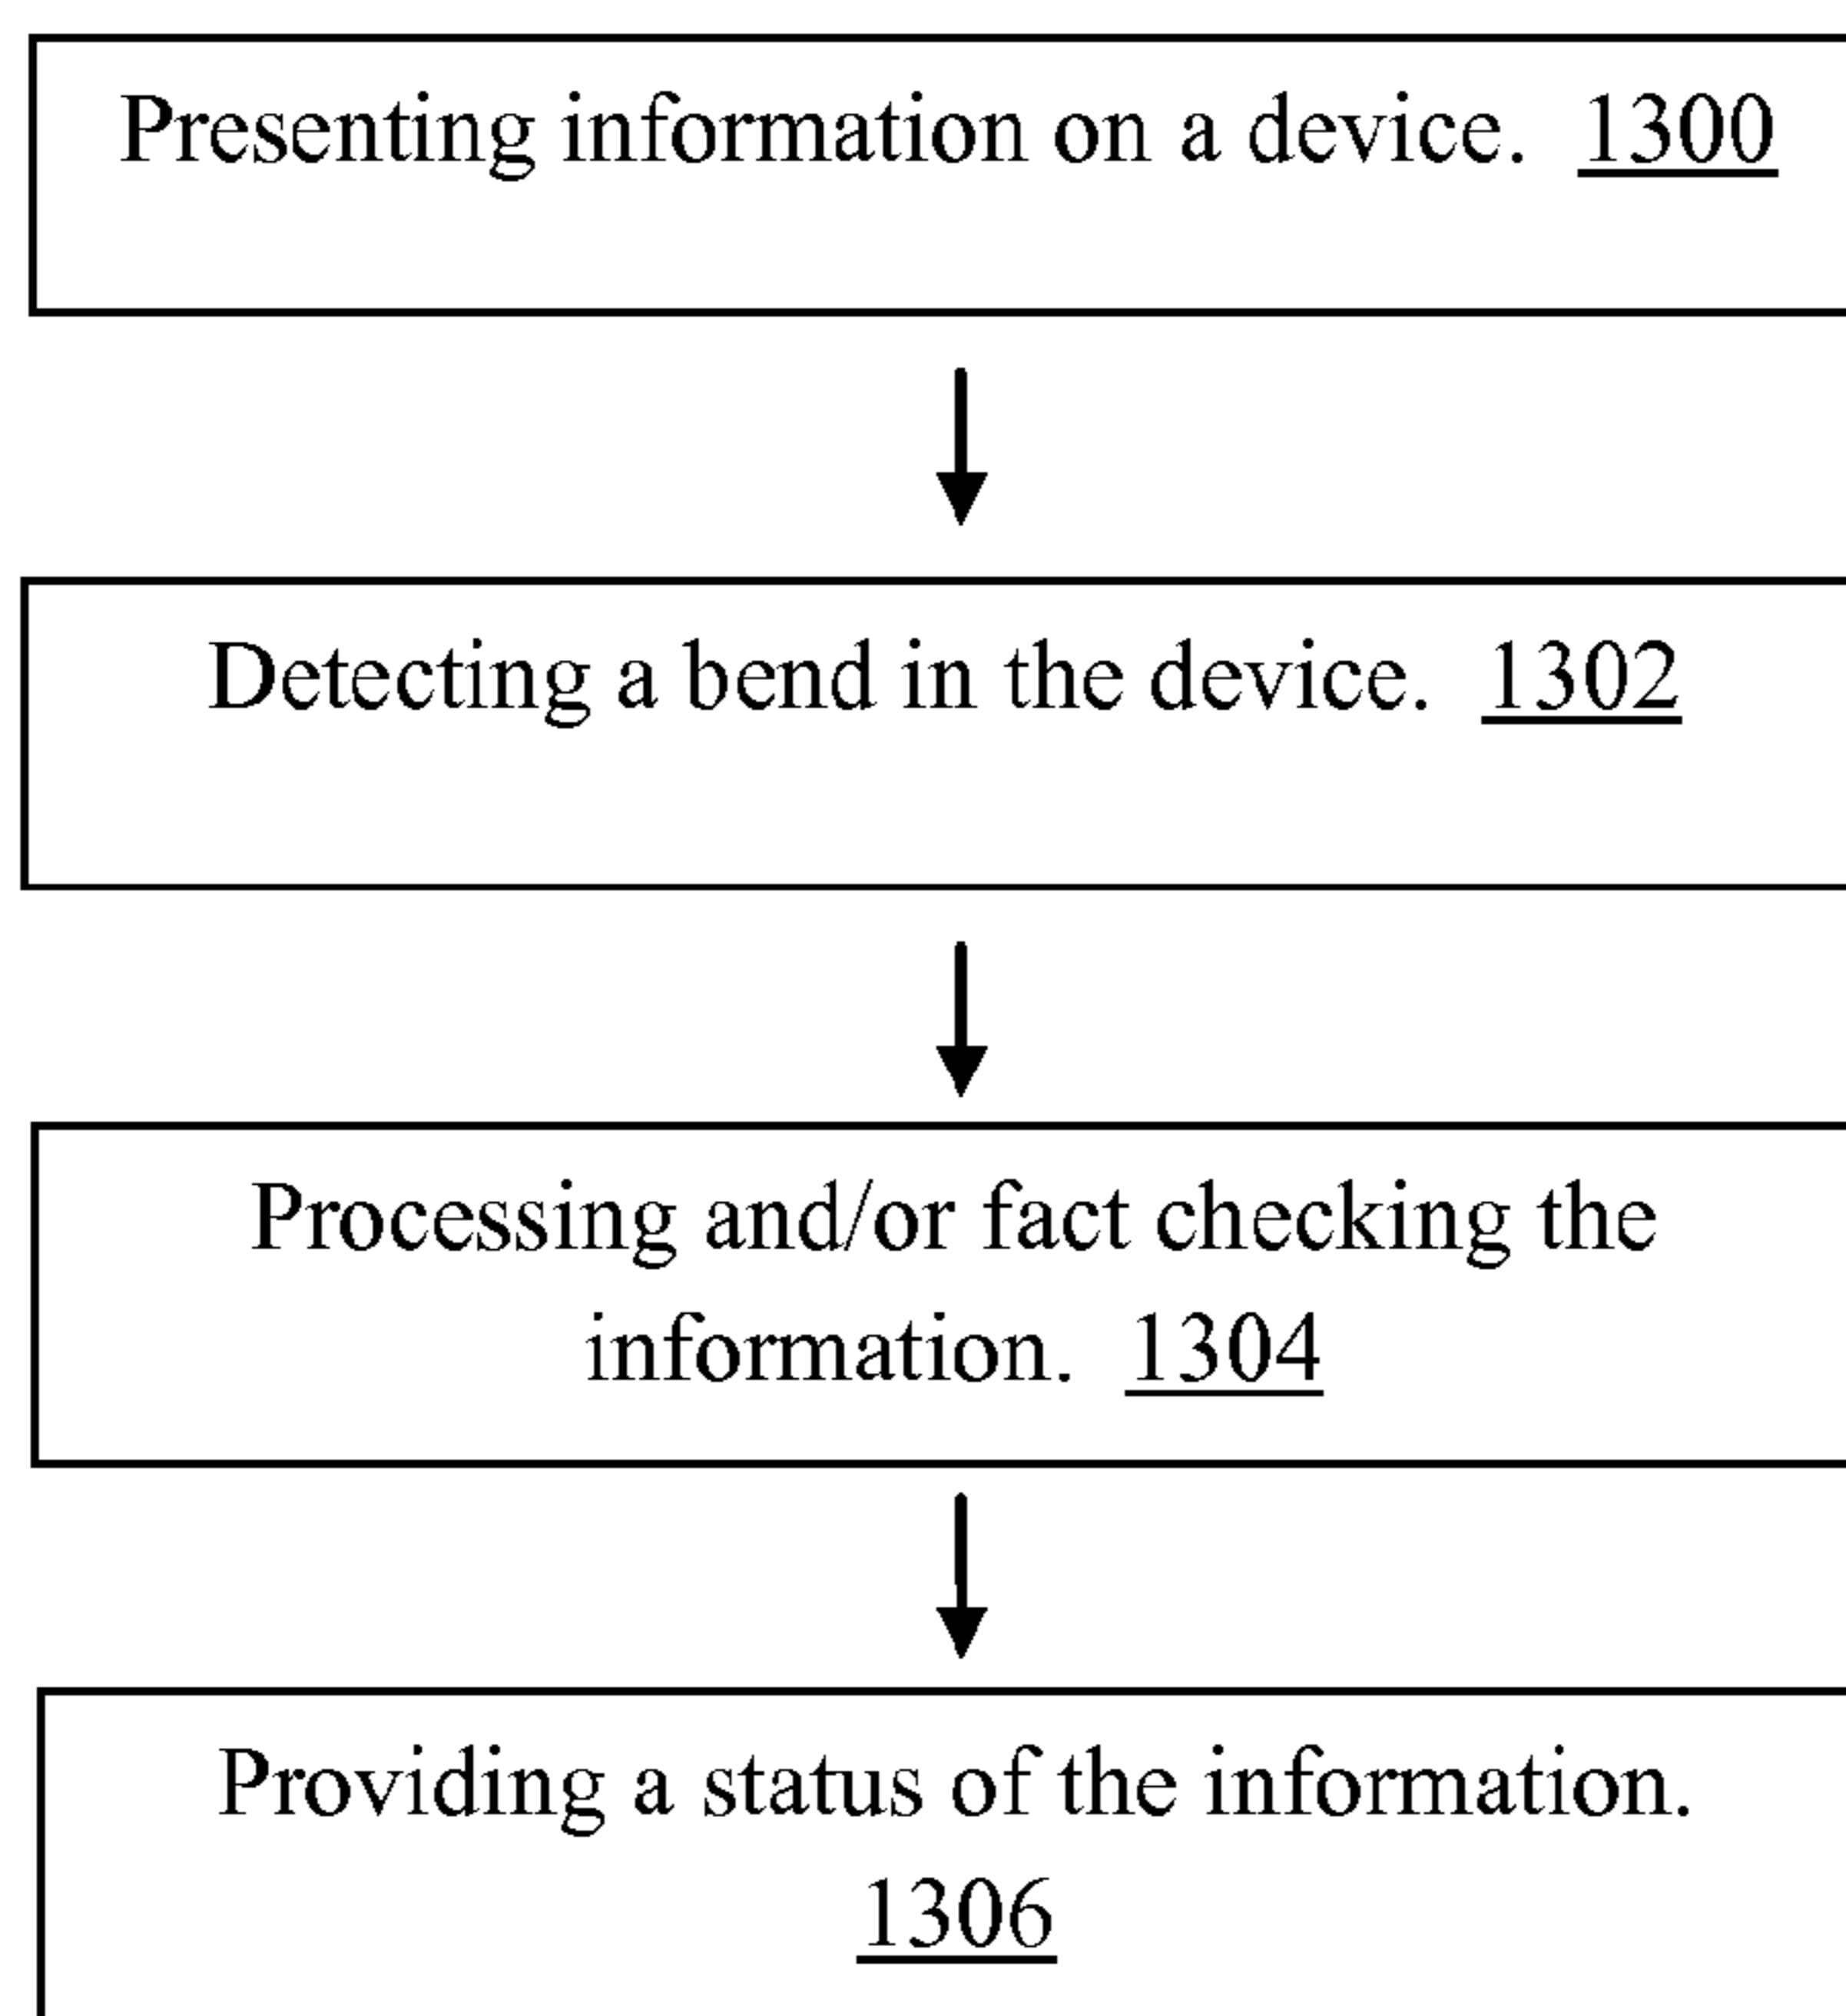 Presenting information on a device. 1300
Detecting a bend in the device. 1302
Processing and/or fact checking the
information. 1304
Providing a status of the information.
1306